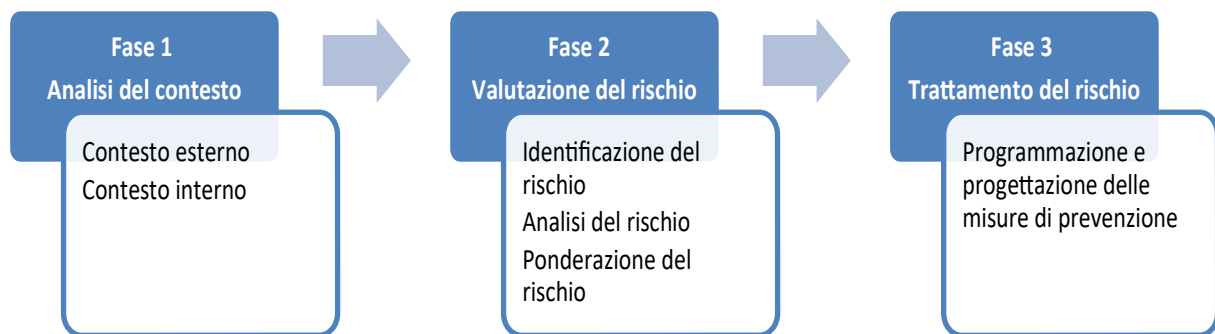 Fase 1
Analisi del contesto
Contesto esterno
Contesto interno
Fase 2
Valutazione del rischio
Identificazione del
rischio
Analisi del rischio
Ponderazione del
rischio
Fase 3
Trattamento del rischio
Programmazione e
progettazione delle
misure di prevenzione